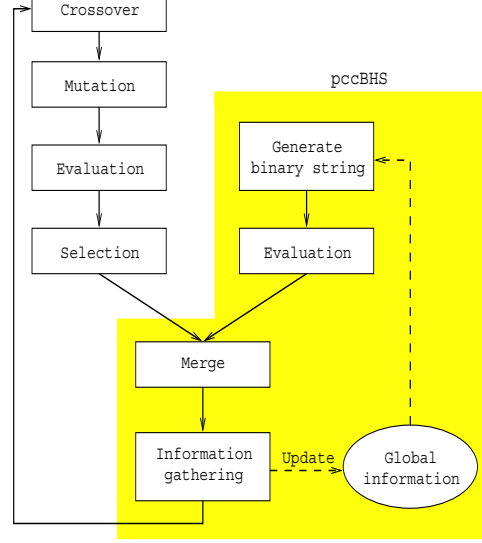 Crossover
pccBHS
Mutation
Generate
binary string
Evaluation
Selection
Evaluation
Merge
Information
gathering
Update
Global
information